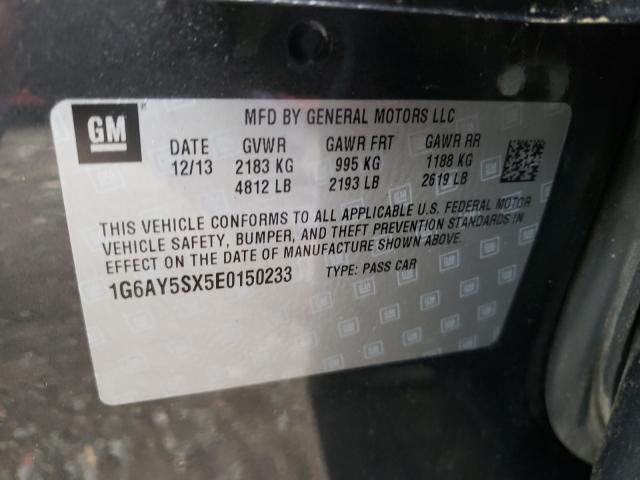 GM
MFD BY GENERAL MOTORS LLC
DATE GVWR GAWR FRT GAWR RR
12/13 2183 KG 995 KG 1188 KG
4812 LB 2193 LB 2619 LB
THIS VEHICLE CONFORMS TO ALL APPLICABLE U.S. FEDERAL MOTOR
VEHICLE SAFETY, BUMPER, AND THEFT PREVENTION STANDARDS IN
EFFECT ON THE DATE OF MANUFACTURE SHOWN ABOVE.
1G6AY5SX5E0150233 TYPE: PASS CAR